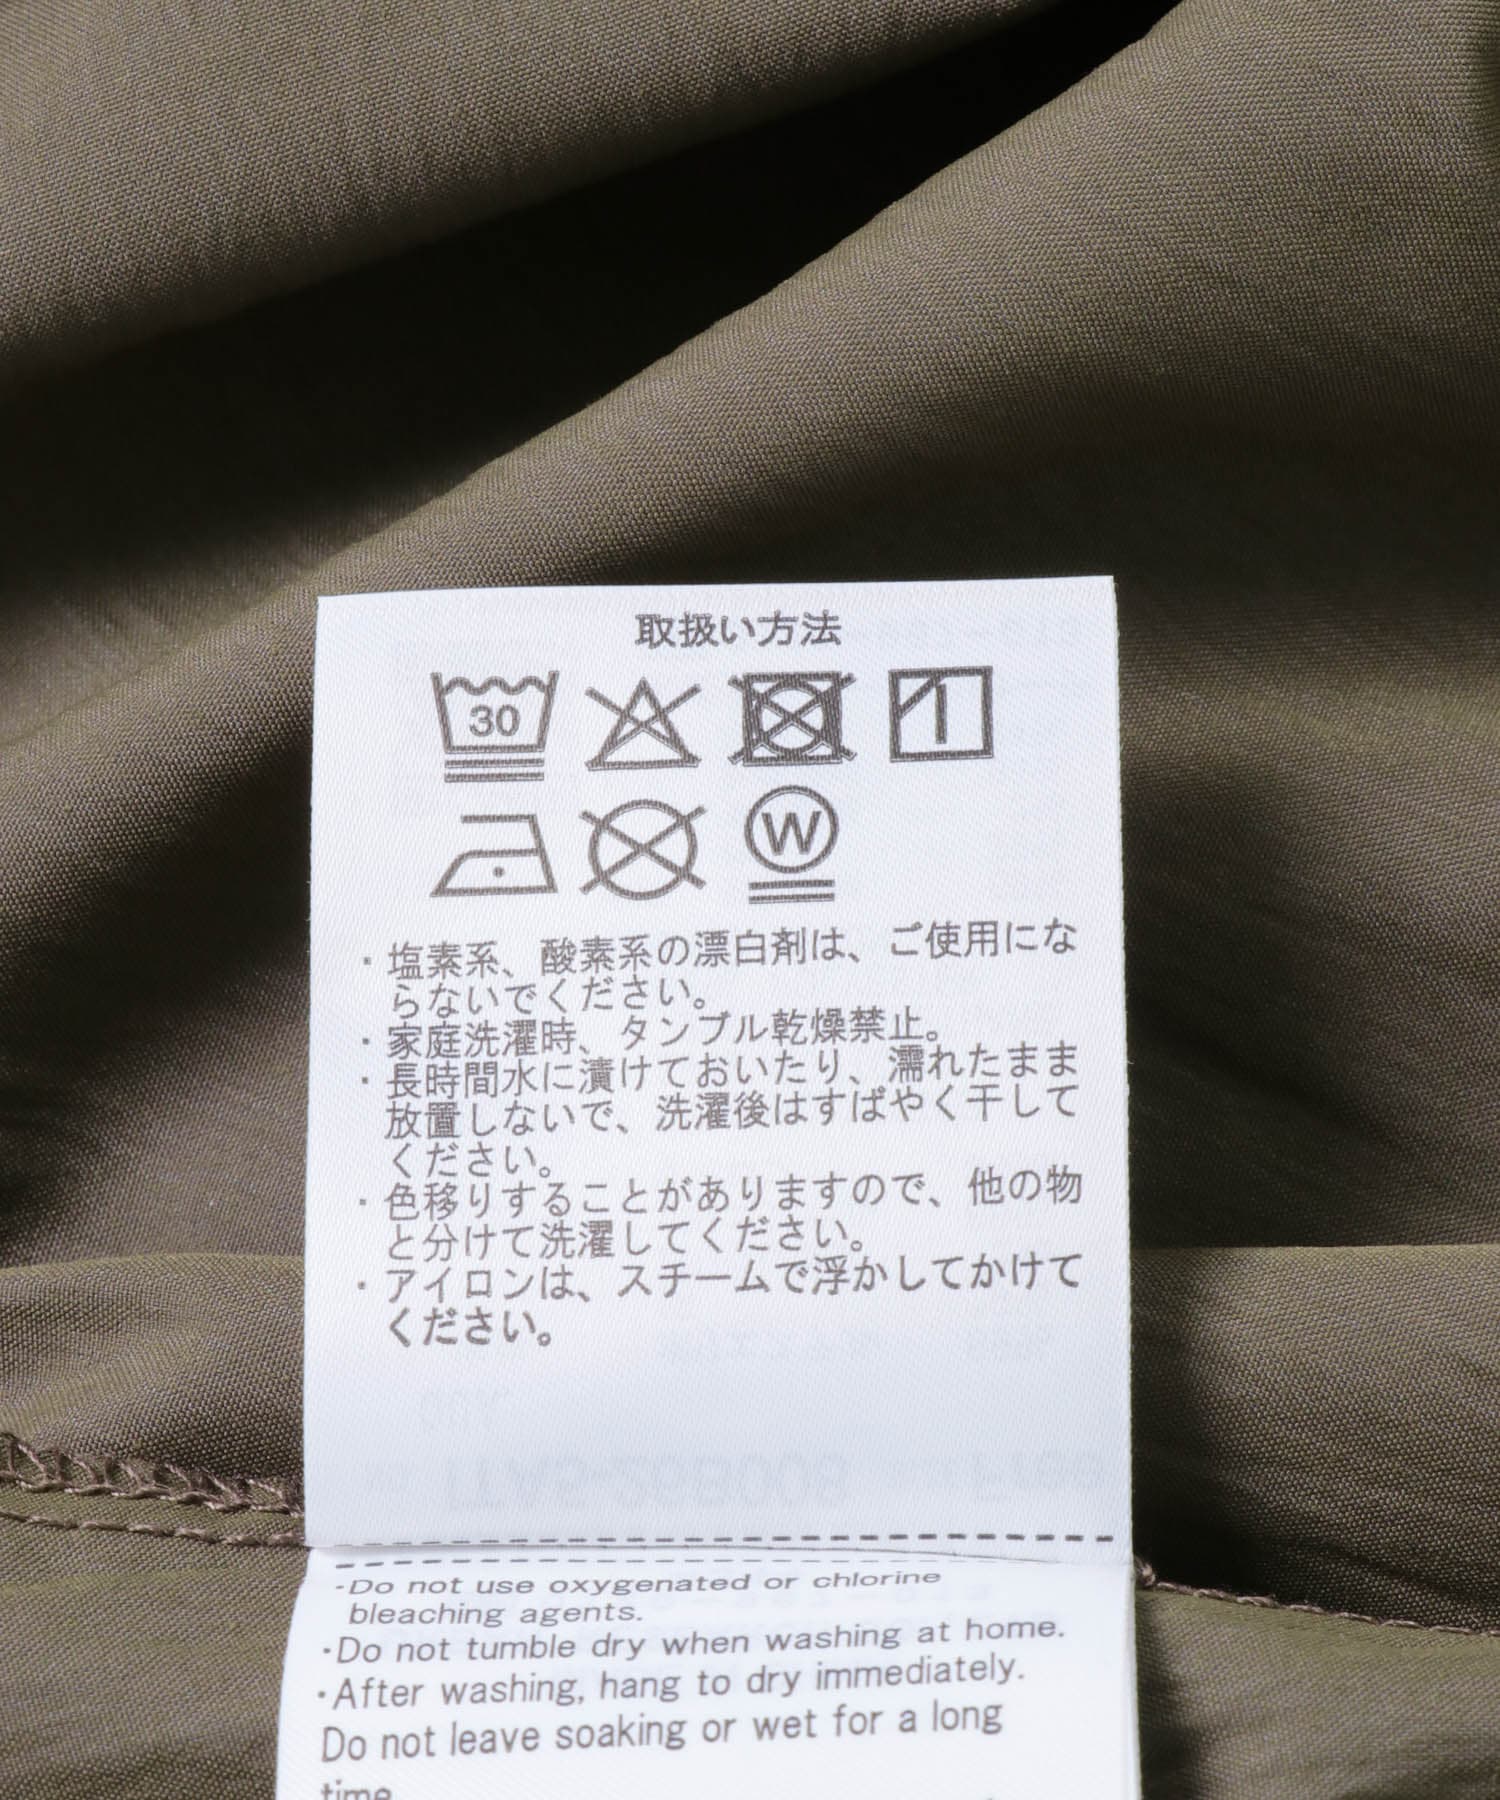 取扱い方法
30
W
・塩素系、酸素系の漂白剤は、ご使用にな
らないでください。
・家庭洗濯時、タンブル乾燥禁止。
・長時間水に漬けておいたり、濡れたまま
放置しないで、洗濯後はすばやく干して
ください。
・色移りすることがありますので、他の物
と分けて洗濯してください。
・アイロンは、スチームで浮かしてかけて
ください。
・Do not use oxygenated or chlorine
bleaching agents.
・Do not tumble dry when washing at home.
・After washing, hang to dry immediately.
Do not leave soaking or wet for a long
time